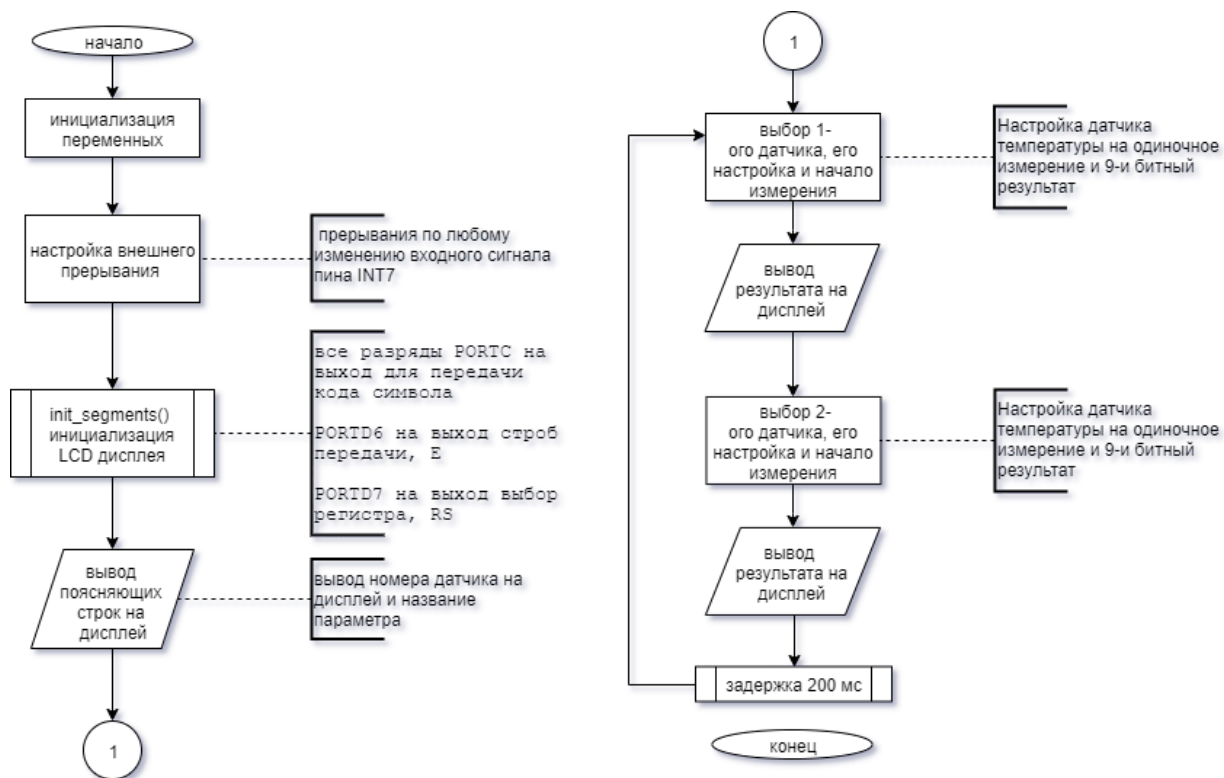 начало
инициализация
переменных
настройка внешнего
прерывания
прерывания по любому
изменению входного сигнала
пина INT7
init_segments()
инициализация
LCD дисплея
все разряды PORTC на
выход для передачи
кода символа
PORTD6 на выход строб
передачи, E
PORTD7 на выход выбор
регистра, RS
вывод
поясняющих
строк на
дисплей
вывод номера датчика на
дисплей и название
параметра
1
1
выбор 1-
ого датчика, его
настройка и начало
измерения
Настройка датчика
температуры на одиночное
измерение и 9-и битный
результат
вывод
результата на
дисплей
выбор 2-
ого датчика, его
настройка и начало
измерения
Настройка датчика
температуры на одиночное
измерение и 9-и битный
результат
вывод
результата на
дисплей
задержка 200 мс
конец